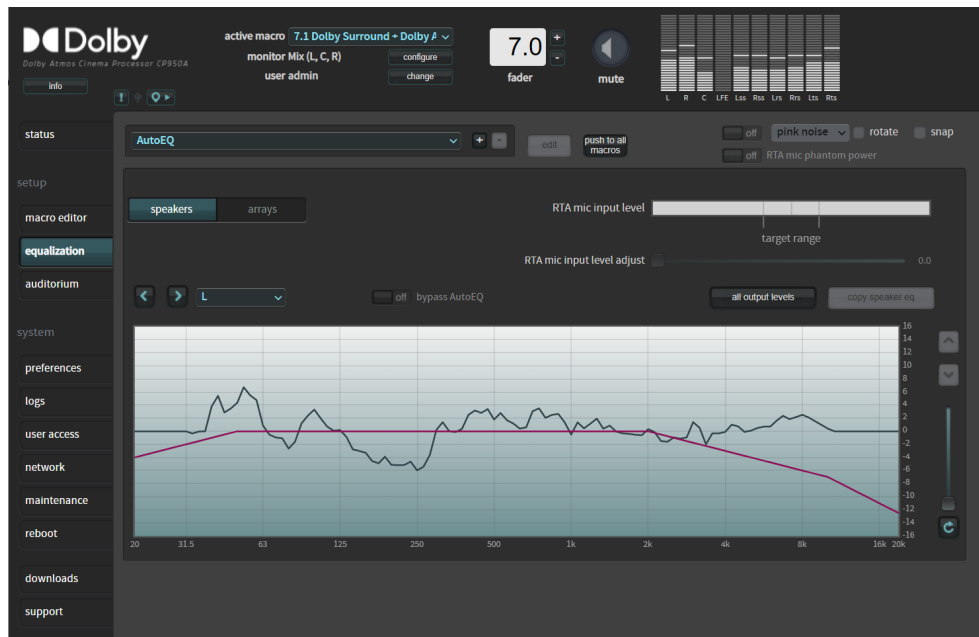 Dolby
Dolby Atmos Cinema Processor CP950A
info
active macro 7.1 Dolby Surround + Dolby A
monitor Mix (L, C, R) configure
user admin change
7.0 + -
fader
mute
L R C LFE Lss Rss Lrs Rrs Lts Rts
status
setup
macro editor
equalization
auditorium
system
preferences
logs
user access
network
maintenance
reboot
downloads
support
AutoEQ
+ -
edit
push to all
macros
off pink noise rotate snap
off RTA mic phantom power
speakers arrays
RTA mic input level
target range
RTA mic input level adjust 0.0
L
off bypass AutoEQ
all output levels
copy speaker eq
16
14
12
10
8
6
4
2
0
-2
-4
-6
-8
-10
-12
-14
-16
20 31.5 63 125 250 500 1k 2k 4k 8k 16k 20k